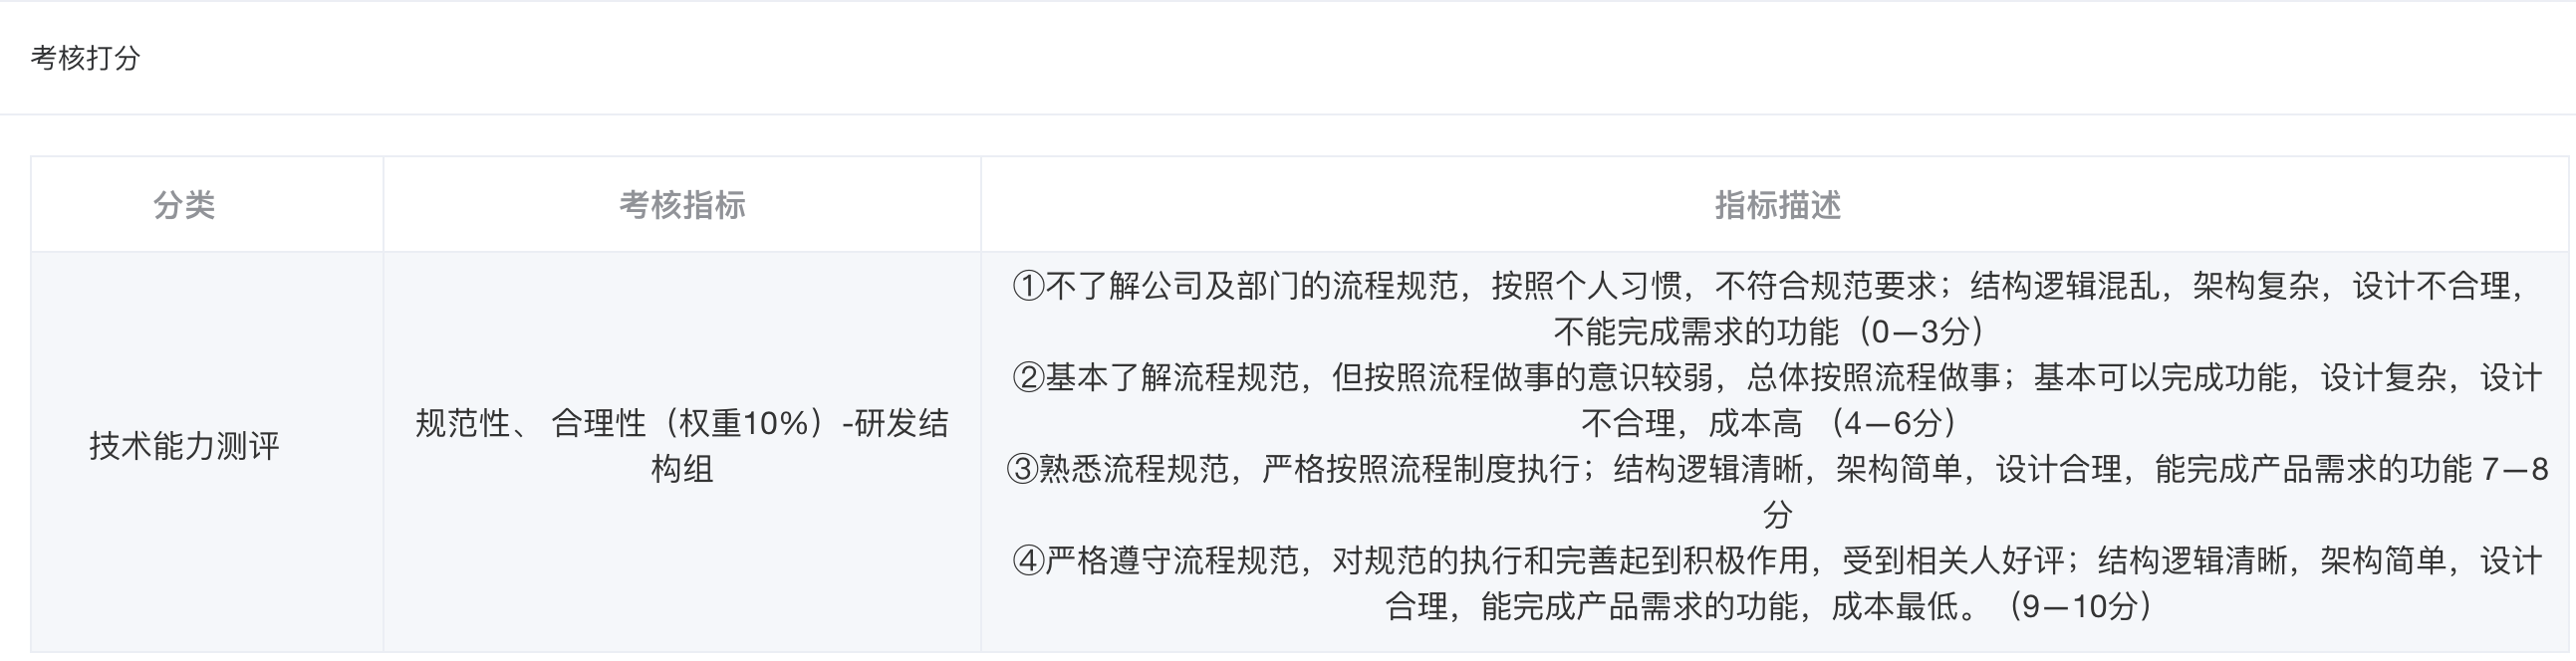 考核打分
分类
考核指标
指标描述
技术能力测评
规范性、 合理性（权重10%）-研发结
构组
①不了解公司及部门的流程规范，按照个人习惯，不符合规范要求；结构逻辑混乱，架构复杂，设计不合理，
不能完成需求的功能（0—3分）
②基本了解流程规范，但按照流程做事的意识较弱，总体按照流程做事；基本可以完成功能，设计复杂，设计
不合理，成本高 （4—6分）
③熟悉流程规范，严格按照流程制度执行；结构逻辑清晰，架构简单，设计合理，能完成产品需求的功能 7—8
分
④严格遵守流程规范，对规范的执行和完善起到积极作用，受到相关人好评；结构逻辑清晰，架构简单，设计
合理，能完成产品需求的功能，成本最低。（9—10分）